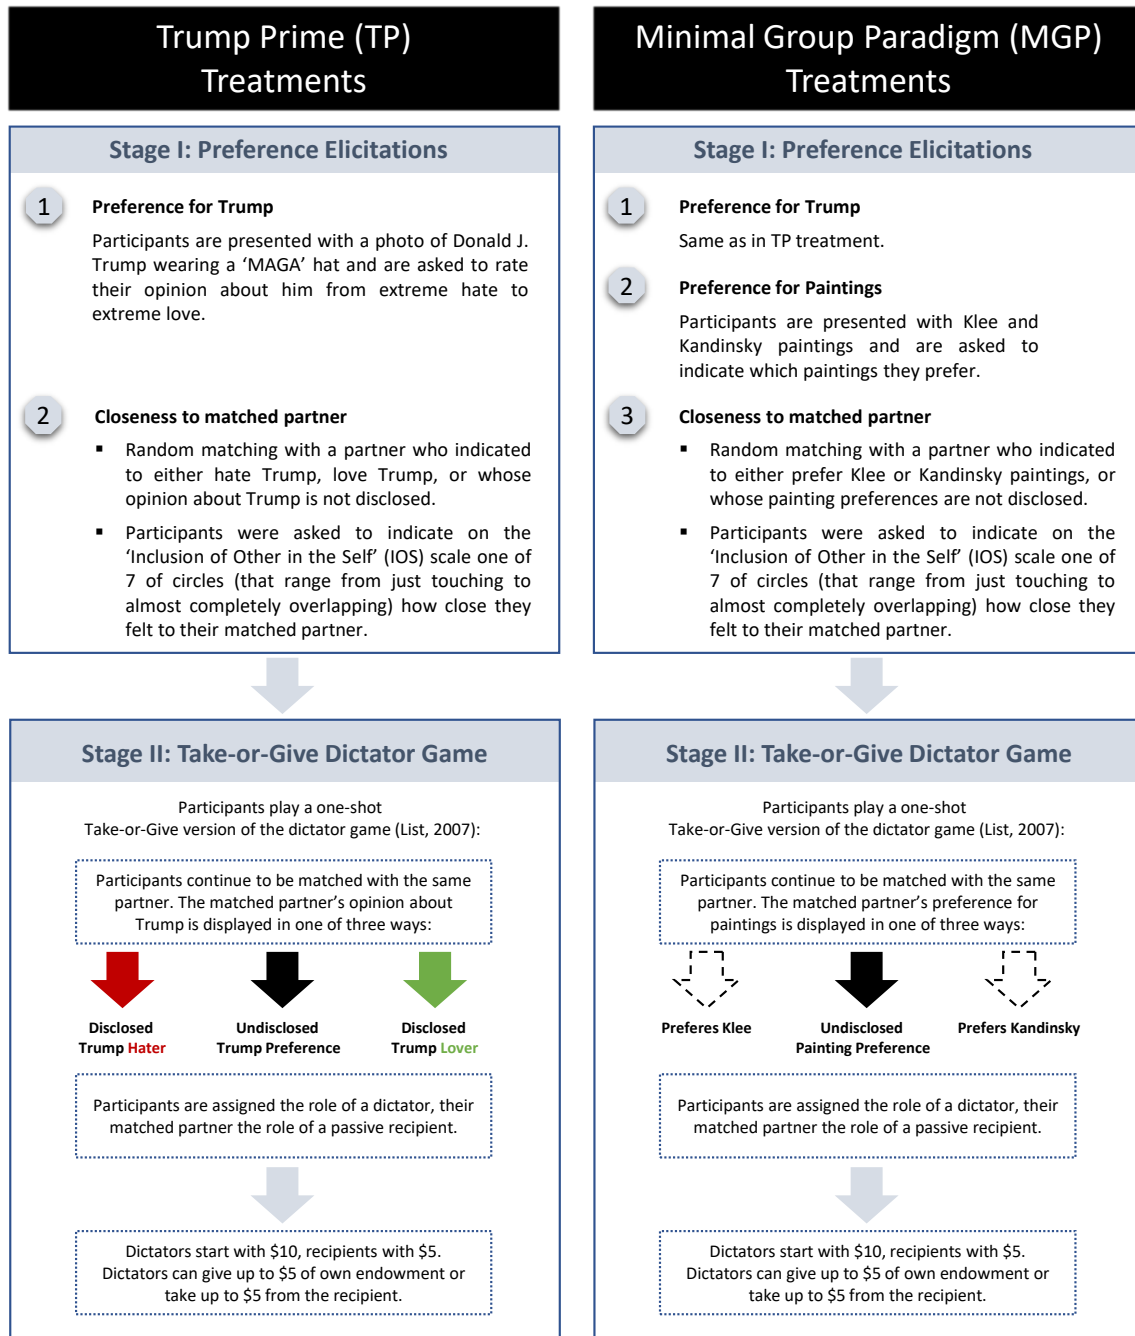 Trump Prime (TP)
Treatments
Stage I: Preference Elicitations
1
Preference for Trump
Participants are presented with a photo of Donald J.
Trump wearing a ‘MAGA’ hat and are asked to rate
their opinion about him from extreme hate to
extreme love.
2
Closeness to matched partner
▪ Random matching with a partner who indicated
to either hate Trump, love Trump, or whose
opinion about Trump is not disclosed.
▪ Participants were asked to indicate on the
‘Inclusion of Other in the Self’ (IOS) scale one of
7 of circles (that range from just touching to
almost completely overlapping) how close they
felt to their matched partner.
Stage II: Take-or-Give Dictator Game
Participants play a one-shot
Take-or-Give version of the dictator game (List, 2007):
Participants continue to be matched with the same
partner. The matched partner’s opinion about
Trump is displayed in one of three ways:
Disclosed
Trump Hater
Undisclosed
Trump Preference
Disclosed
Trump Lover
Participants are assigned the role of a dictator, their
matched partner the role of a passive recipient.
Dictators start with $10, recipients with $5.
Dictators can give up to $5 of own endowment or
take up to $5 from the recipient.
Minimal Group Paradigm (MGP)
Treatments
Stage I: Preference Elicitations
1
Preference for Trump
Same as in TP treatment.
2
Preference for Paintings
Participants are presented with Klee and
Kandinsky paintings and are asked to
indicate which paintings they prefer.
3
Closeness to matched partner
▪ Random matching with a partner who indicated
to either prefer Klee or Kandinsky paintings, or
whose painting preferences are not disclosed.
▪ Participants were asked to indicate on the
‘Inclusion of Other in the Self’ (IOS) scale one of
7 of circles (that range from just touching to
almost completely overlapping) how close they
felt to their matched partner.
Stage II: Take-or-Give Dictator Game
Participants play a one-shot
Take-or-Give version of the dictator game (List, 2007):
Participants continue to be matched with the same
partner. The matched partner’s preference for
paintings is displayed in one of three ways:
Preferes Klee
Undisclosed
Painting Preference
Prefers Kandinsky
Participants are assigned the role of a dictator, their
matched partner the role of a passive recipient.
Dictators start with $10, recipients with $5.
Dictators can give up to $5 of own endowment or
take up to $5 from the recipient.